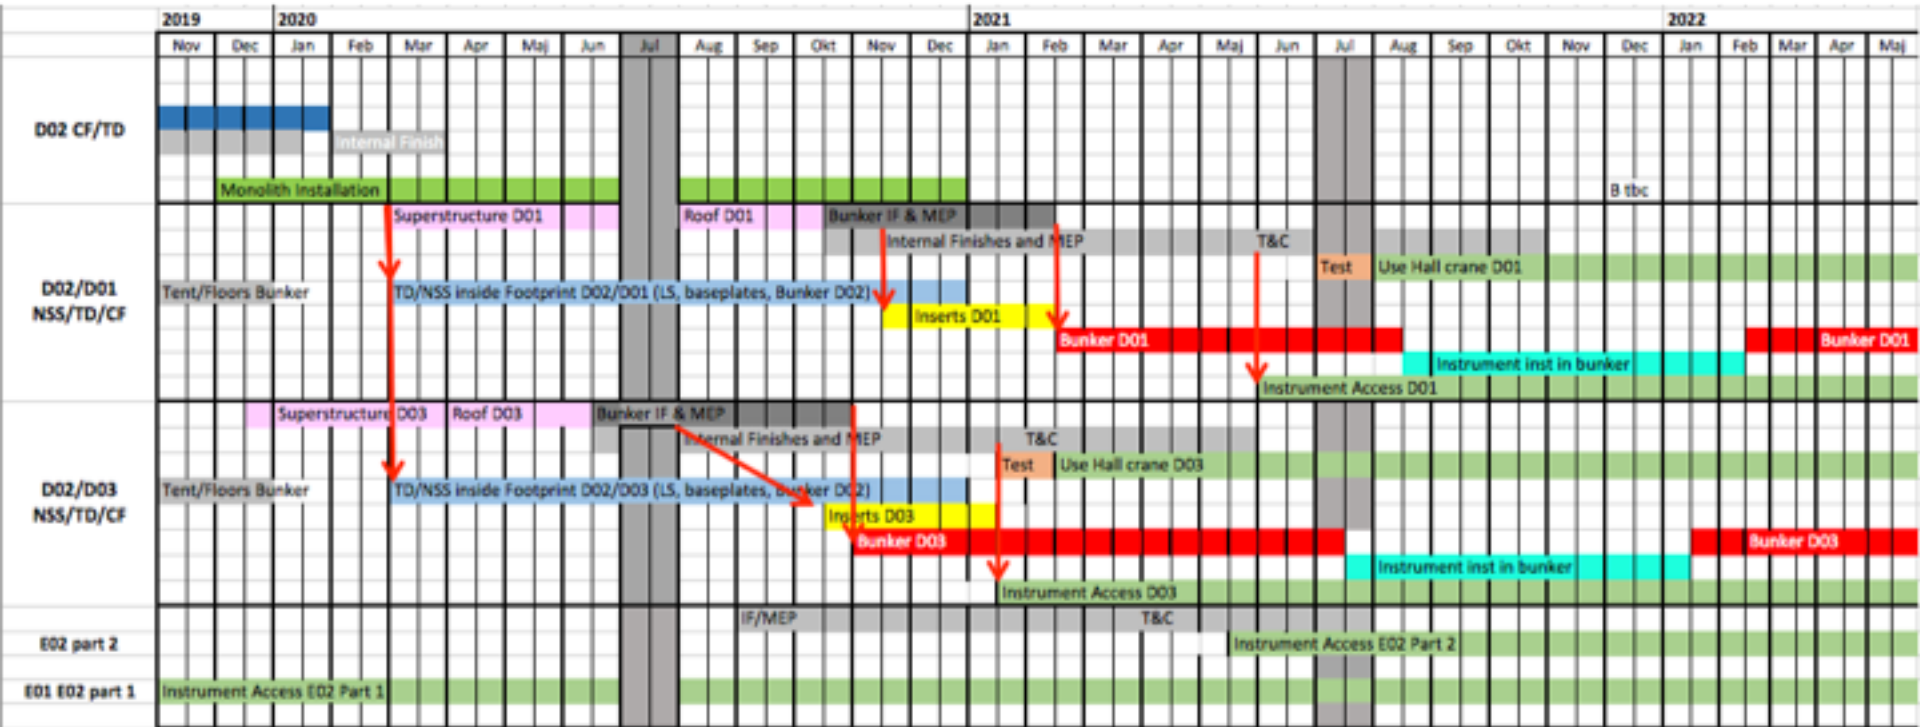 2019 2020 2021 2022
Nov Dec Jan Feb Mar Apr Maj Jun Jul Aug Sep Okt Nov Dec Jan Feb Mar Apr Maj Jun Jul Aug Sep Okt Nov Dec Jan Feb Mar Apr Maj
D02 CF/TD
Internal Finish
Monolith Installation B tbc
Superstructure D01 Roof D01 Bunker IF & MEP
Internal Finishes and MEP T&C
Test Use Hall crane D01
D02/D01
NSS/TD/CF
Tent/Floors Bunker TD/NSS inside Footprint D02/D01 (LS, baseplates, Bunker D02)
Inserts D01
Bunker D01 Bunker D01
Instrument inst in bunker
Instrument Access D01
Superstructure D03 Roof D03 Bunker IF & MEP
Internal Finishes and MEP T&C
Test Use Hall crane D03
D02/D03
NSS/TD/CF
Tent/Floors Bunker TD/NSS inside Footprint D02/D03 (LS, baseplates, Bunker D02)
Inserts D03
Bunker D03 Bunker D03
Instrument inst in bunker
Instrument Access D03
IF/MEP T&C
E02 part 2 Instrument Access E02 Part 2
E01 E02 part 1 Instrument Access E02 Part 1